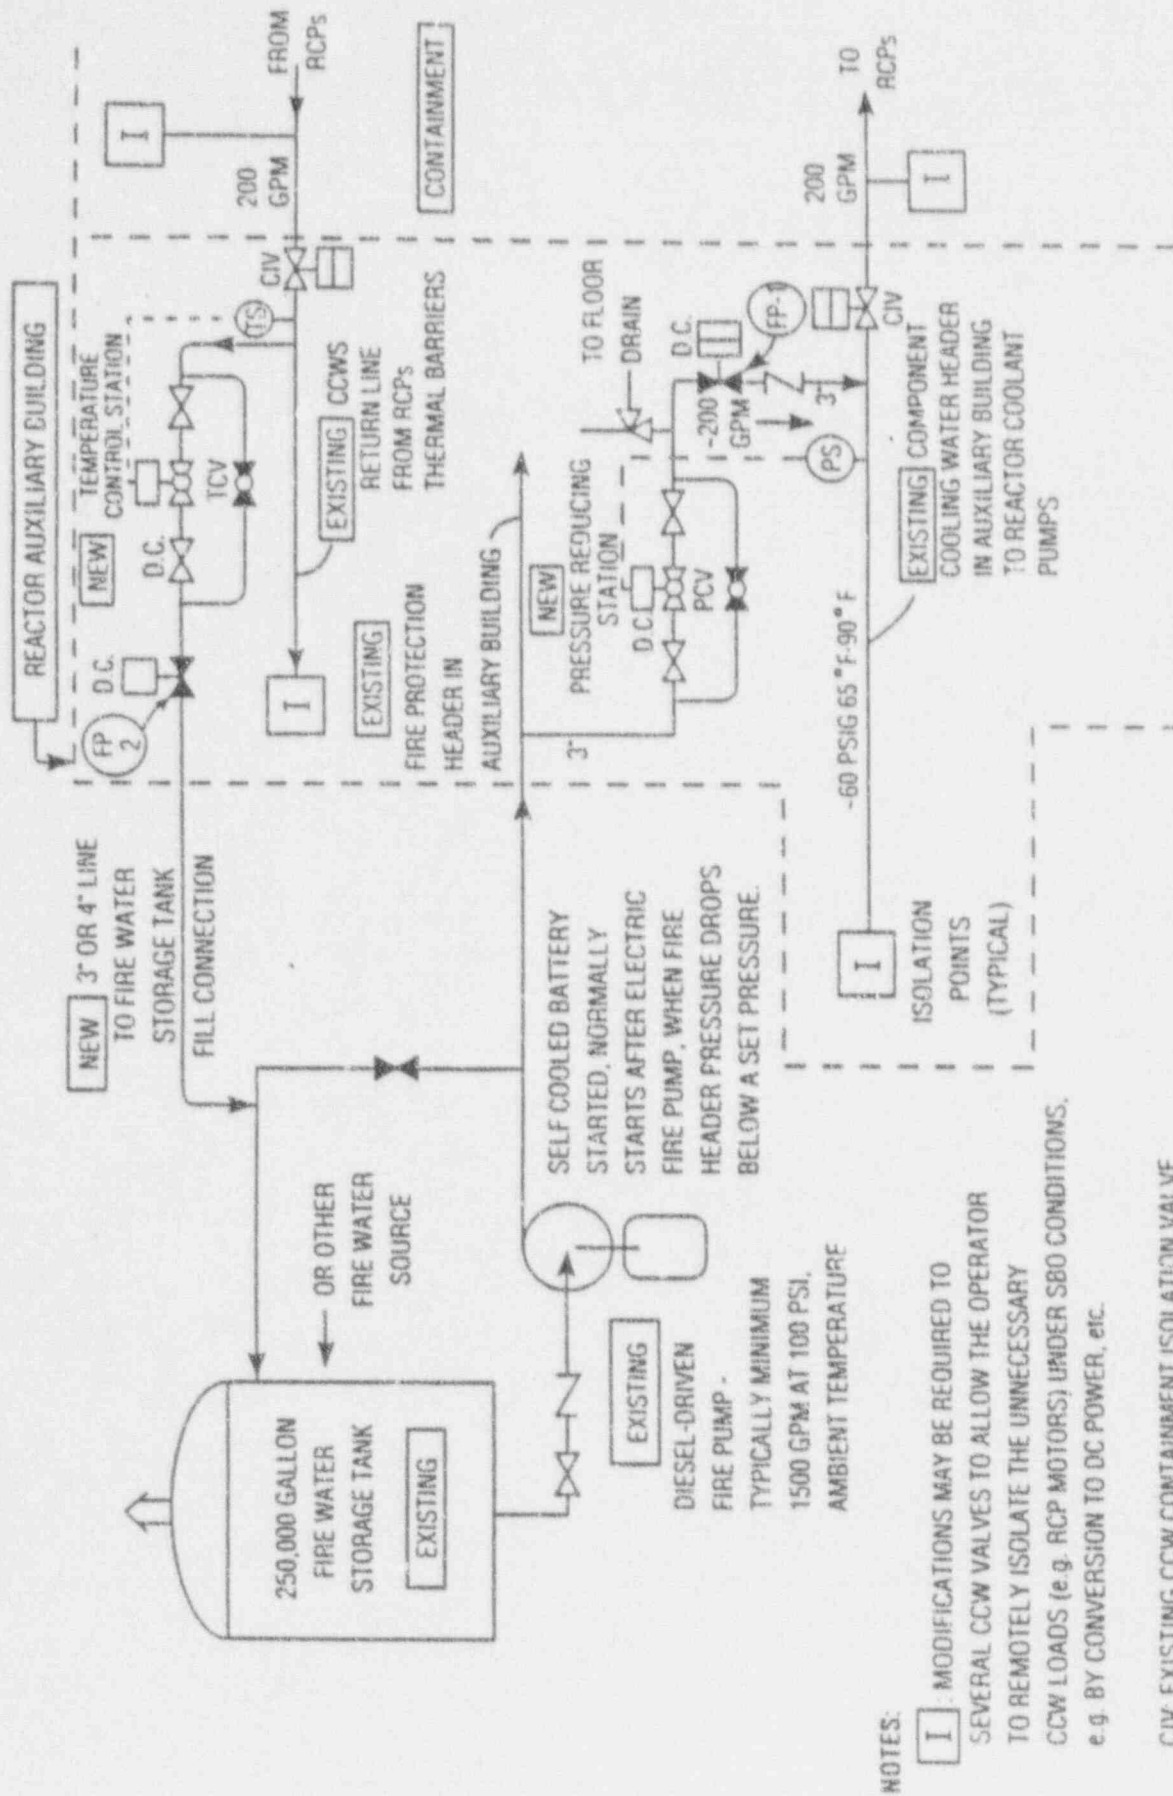 REACTOR AUXILIARY BUILDING
NEW
3" OR 4" LINE
TO FIRE WATER
STORAGE TANK
FILL CONNECTION
FP
2
D.C.
NEW
TEMPERATURE
CONTROL STATION
D.C.
TCV
TS
CIV
200
GPM
I
FROM
RCPs
CONTAINMENT
I
EXISTING CCWS
RETURN LINE
FROM RCPs
THERMAL BARRIERS
EXISTING
FIRE PROTECTION
HEADER IN
AUXILIARY BUILDING
250,000 GALLON
FIRE WATER
STORAGE TANK
EXISTING
OR OTHER
FIRE WATER
SOURCE
SELF COOLED BATTERY
STARTED, NORMALLY
STARTS AFTER ELECTRIC
FIRE PUMP, WHEN FIRE
HEADER PRESSURE DROPS
BELOW A SET PRESSURE.
EXISTING
DIESEL-DRIVEN
FIRE PUMP -
TYPICALLY MINIMUM
1500 GPM AT 100 PSI,
AMBIENT TEMPERATURE
3"
NEW
PRESSURE REDUCING
STATION
D.C.
PCV
TO FLOOR
DRAIN
D.C.
FP-1
~200
GPM
3"
PS
CIV
200
GPM
TO
RCPs
I
~60 PSIG 65°F-90°F
EXISTING COMPONENT
COOLING WATER HEADER
IN AUXILIARY BUILDING
TO REACTOR COOLANT
PUMPS
I
ISOLATION
POINTS
(TYPICAL)
NOTES:
I : MODIFICATIONS MAY BE REQUIRED TO
SEVERAL CCW VALVES TO ALLOW THE OPERATOR
TO REMOTELY ISOLATE THE UNNECESSARY
CCW LOADS (e.g. RCP MOTORS) UNDER SBO CONDITIONS,
e.g. BY CONVERSION TO DC POWER, etc.
CIV: EXISTING CCW CONTAINMENT ISOLATION VALVE